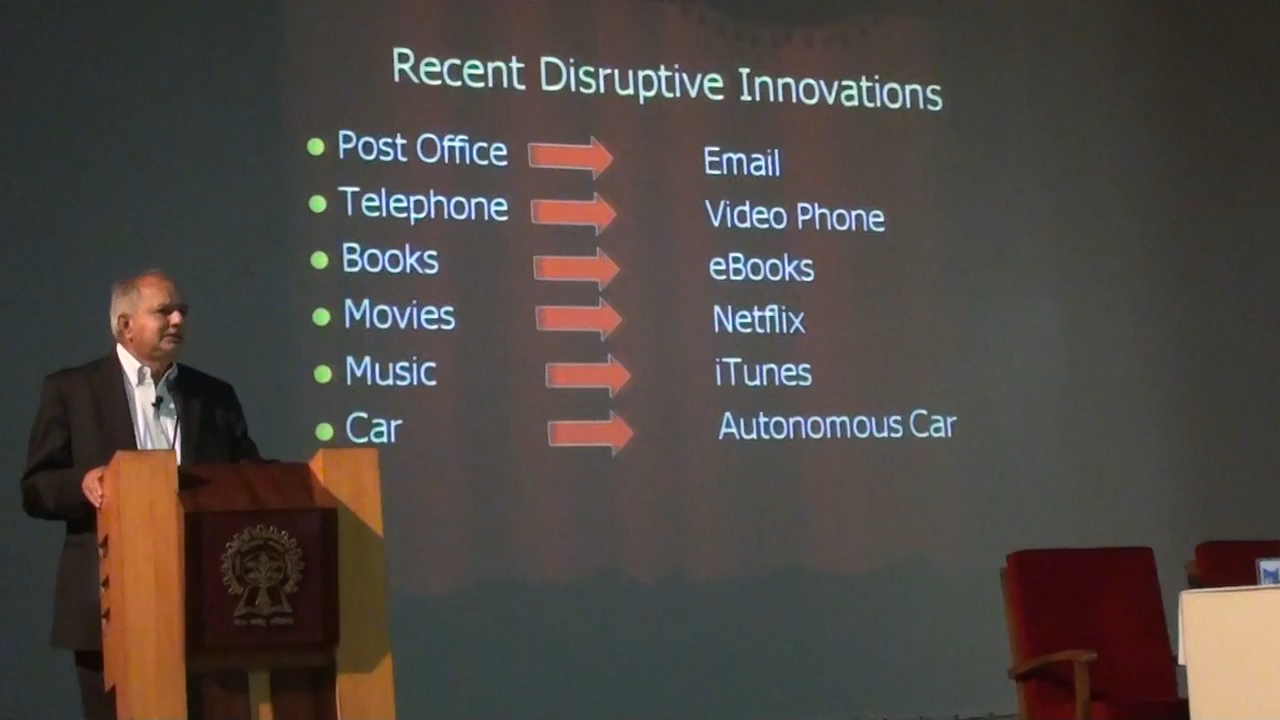 Recent Disruptive Innovations
Post Office Email
Telephone Video Phone
Books eBooks
Movies Netflix
Music iTunes
Car Autonomous Car